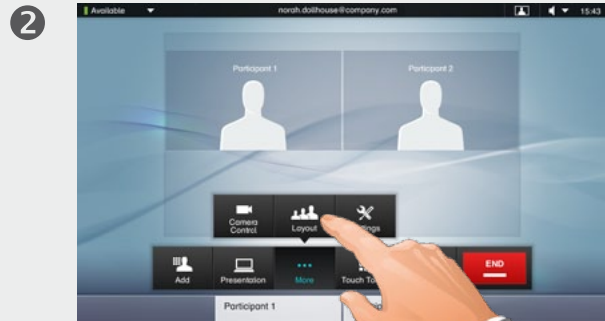 2
Available norah.dollhouse@company.com 15:43
Participant 1 Participant 2
Camera
Control
Layout
Add Presentation More Touch
END
Participant 1